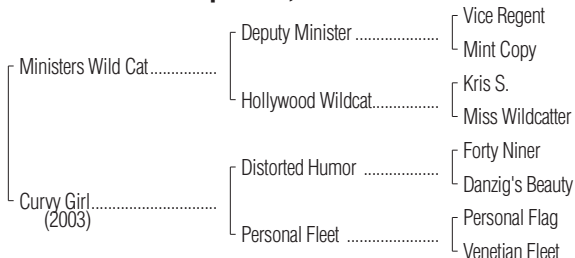 Vice Regent
Deputy Minister ..................
Mint Copy
Ministers Wild Cat...............
Kris S.
Hollywood Wildcat...............
Miss Wildcatter
Forty Niner
Distorted Humor .................
Danzig's Beauty
Curvy Girl............................
(2003)
Personal Flag
Personal Fleet .....................
Venetian Fleet